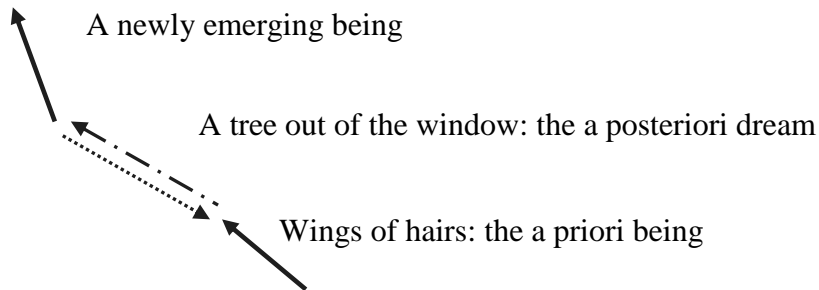 A newly emerging being
A tree out of the window: the a posteriori dream
Wings of hairs: the a priori being